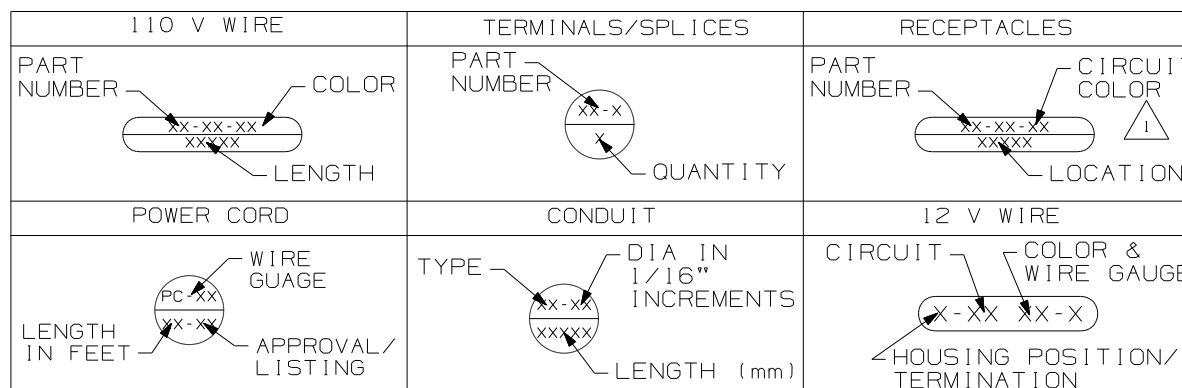 110 V WIRE
PART
NUMBER
COLOR
XX-XX-XX
XXXXX
LENGTH
TERMINALS/SPLICES
PART
NUMBER
XX-X
X
QUANTITY
RECEPTACLES
PART
NUMBER
CIRCUIT
COLOR
1
XX-XX-XX
XXXXX
LOCATION
POWER CORD
WIRE
GUAGE
PC-XX
XX-XX
LENGTH
IN FEET
APPROVAL/
LISTING
CONDUIT
TYPE
DIA IN
1/16"
INCREMENTS
XX-XX
XXXXX
LENGTH (mm)
12 V WIRE
CIRCUIT
COLOR &
WIRE GAUGE
X-XX XX-X
HOUSING POSITION/
TERMINATION